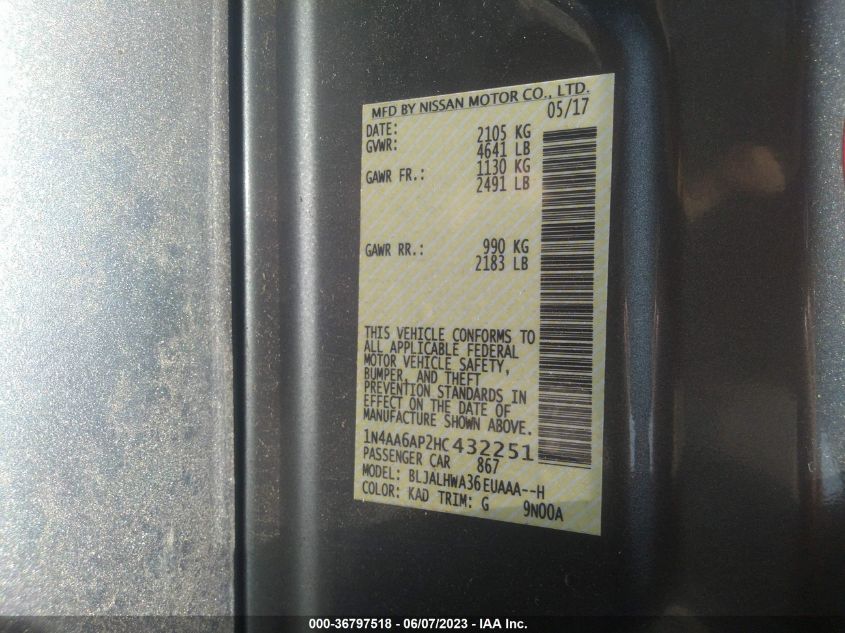 MFD BY NISSAN MOTOR CO., LTD.
DATE: 05/17
GVWR: 2105 KG
4641 LB
GAWR FR.: 1130 KG
2491 LB
GAWR RR.: 990 KG
2183 LB
THIS VEHICLE CONFORMS TO
ALL APPLICABLE FEDERAL
MOTOR VEHICLE SAFETY,
BUMPER, AND THEFT
PREVENTION STANDARDS IN
EFFECT ON THE DATE OF
MANUFACTURE SHOWN ABOVE.
1N4AA6AP2HC432251
PASSENGER CAR 867
MODEL: BLJALHWA36EUAAA--H
COLOR: KAD TRIM: G 9N00A
000-36797518 - 06/07/2023 - IAA Inc.